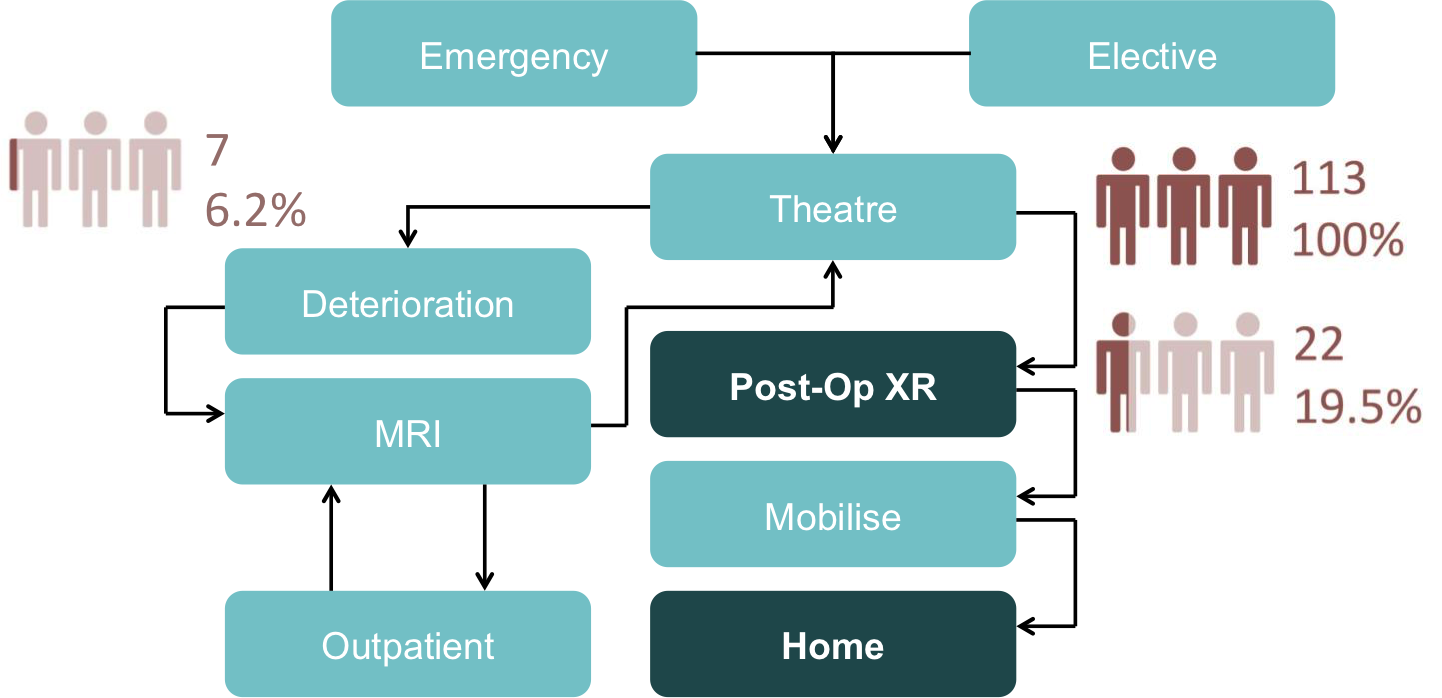 Emergency
Elective
7
6.2%
Theatre
113
100%
Deterioration
Post-Op XR
22
19.5%
MRI
Mobilise
Outpatient
Home